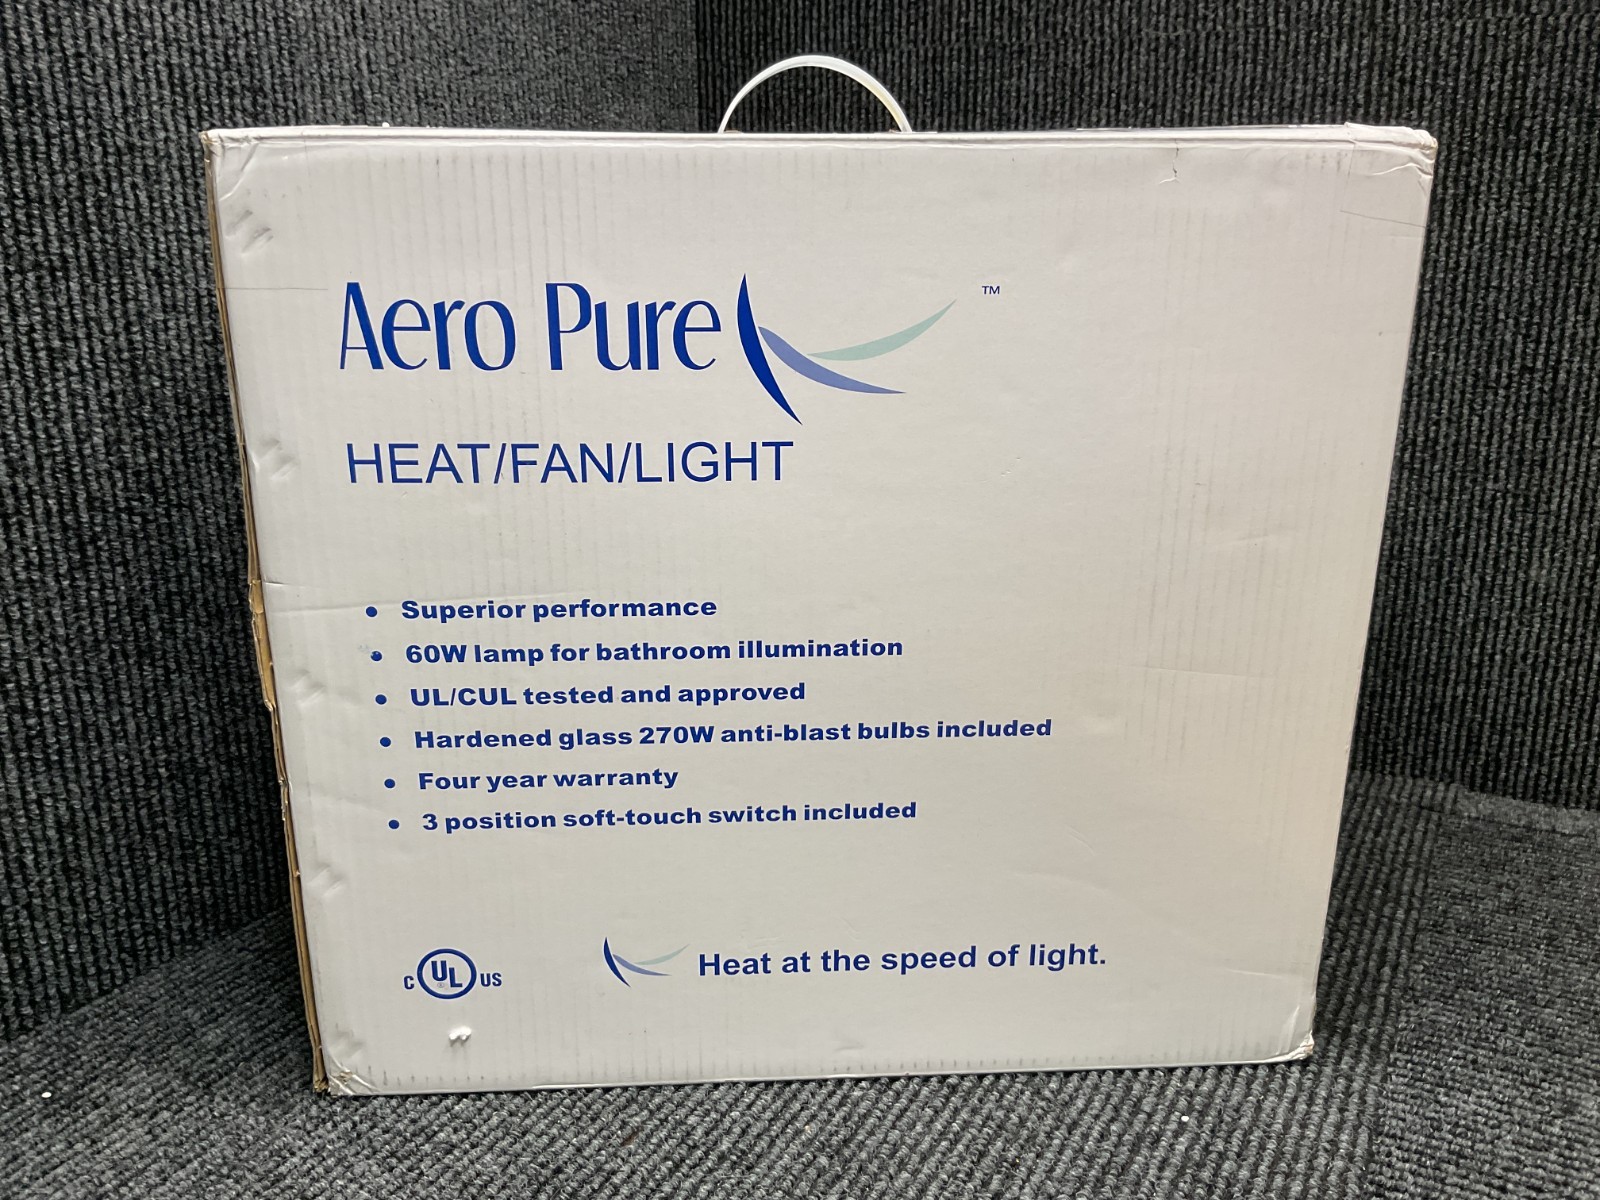 Aero Pure ™
HEAT/FAN/LIGHT
• Superior performance
• 60W lamp for bathroom illumination
• UL/CUL tested and approved
• Hardened glass 270W anti-blast bulbs included
• Four year warranty
• 3 position soft-touch switch included
C UL ® US
Heat at the speed of light.